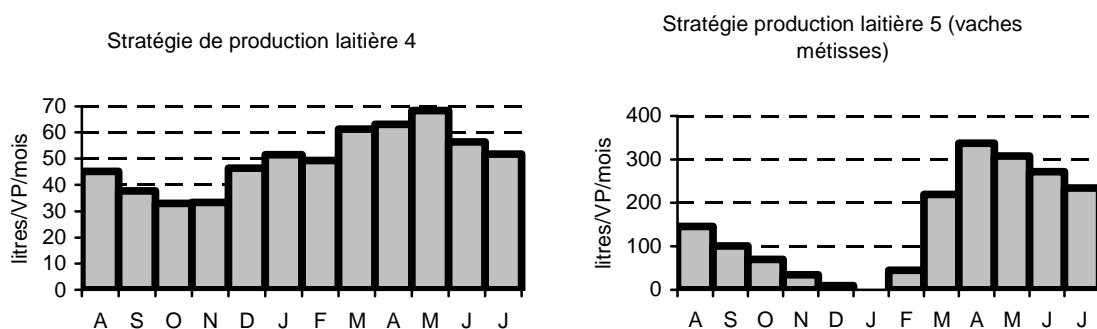 Stratégie de production laitière 4
litres/VP/mois
70
60
50
40
30
20
10
0
A S O N D J F M A M J J
Stratégie production laitière 5 (vaches
métisses)
litres/VP/mois
400
300
200
100
0
A S O N D J F M A M J J